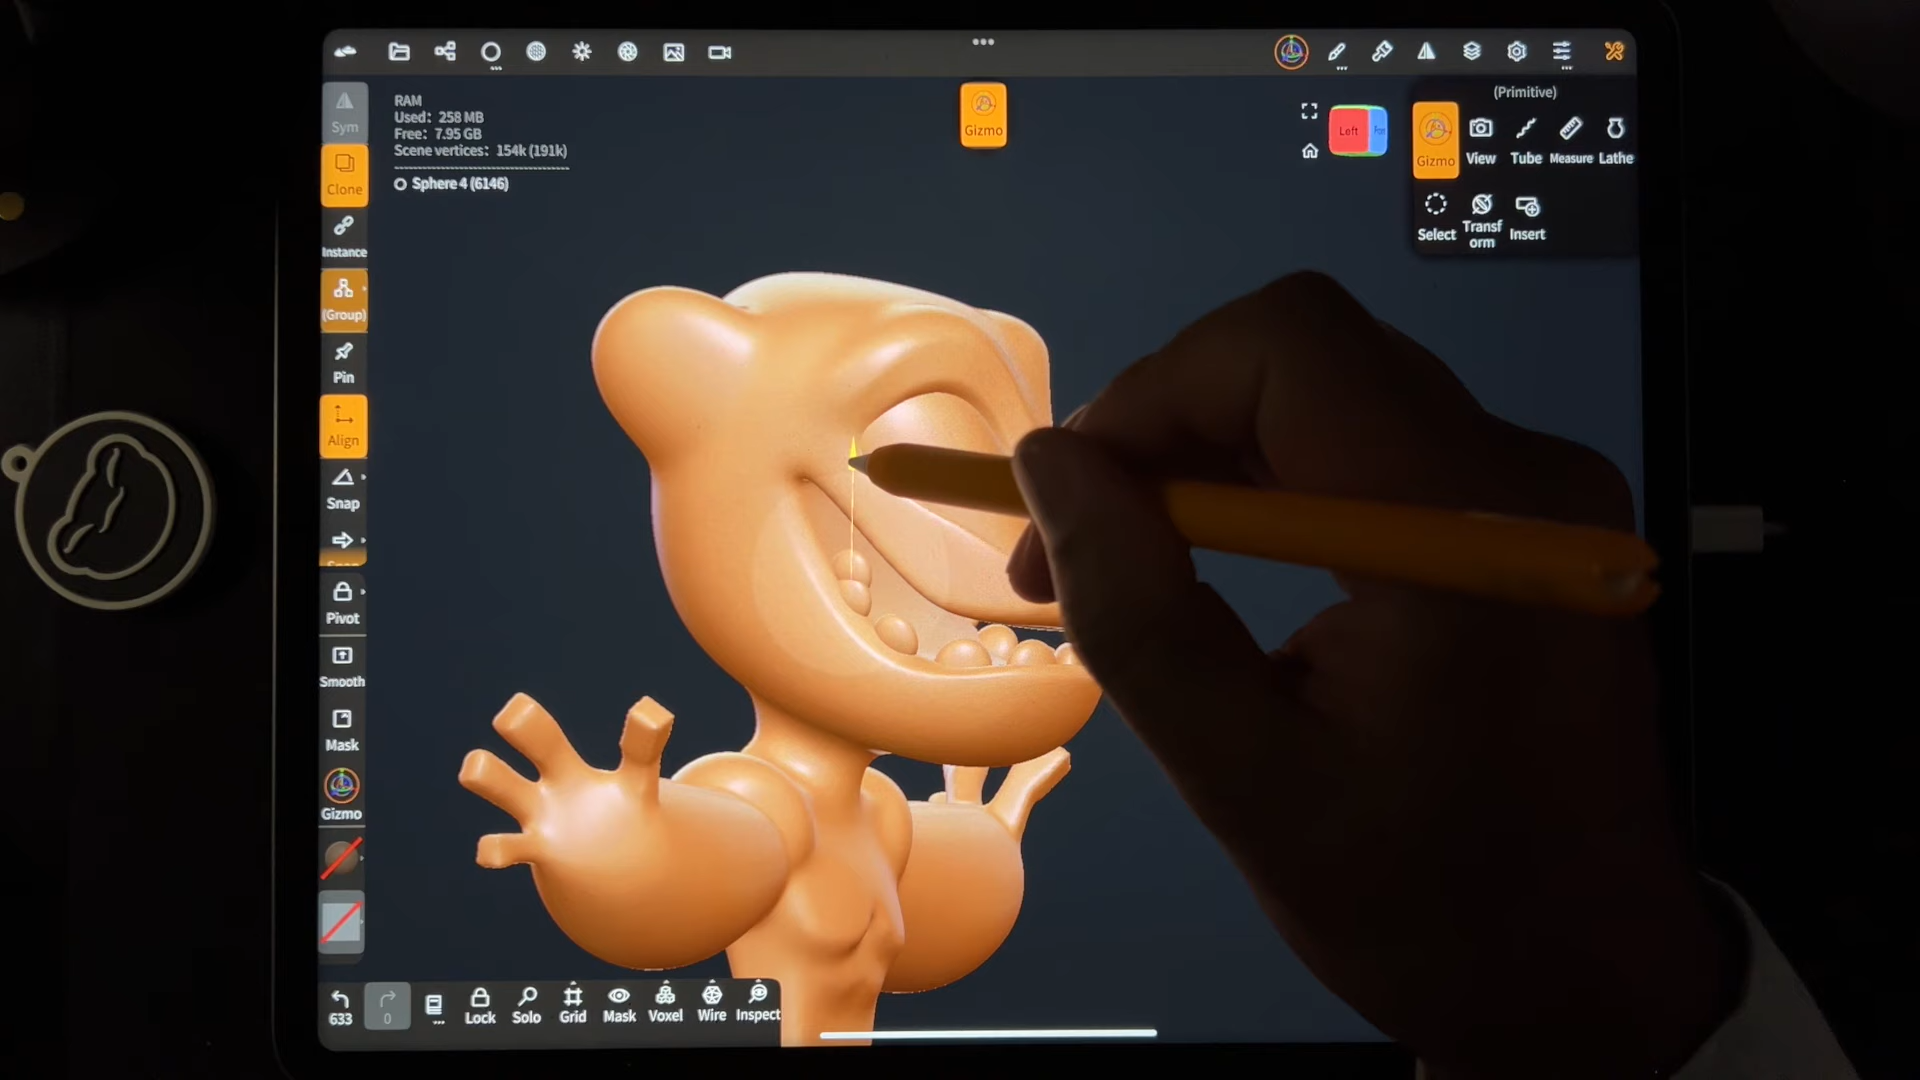 Sym
Clone
Instance
(Group)
Pin
Align
Snap
Pivot
Smooth
Mask
Gizmo
RAM
Used: 258 MB
Free: 7.95 GB
Scene vertices: 154k (191k)
Sphere 4 (6146)
Gizmo
Left
(Primitive)
Gizmo
View
Tube
Measure
Lathe
Select
Transf
orm
Insert
633
0
Lock
Solo
Grid
Mask
Voxel
Wire
Inspect